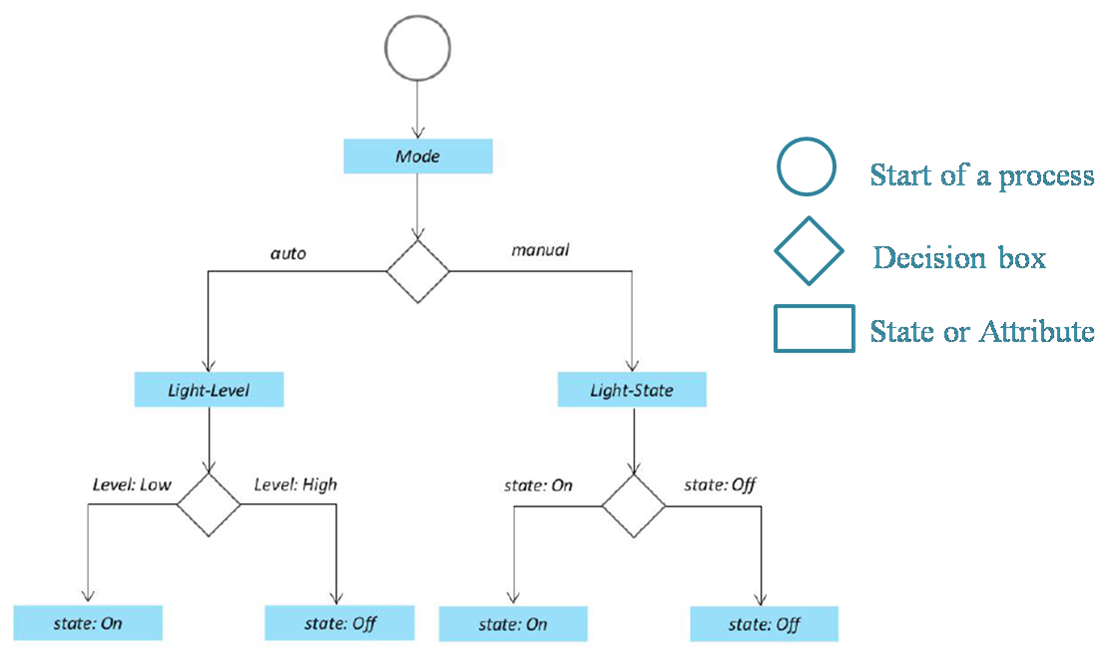 Mode
auto
manual
Light-Level
Light-State
Level: Low
Level: High
state: On
state: Off
state: On
state: Off
state: On
state: Off
Start of a process
Decision box
State or Attribute